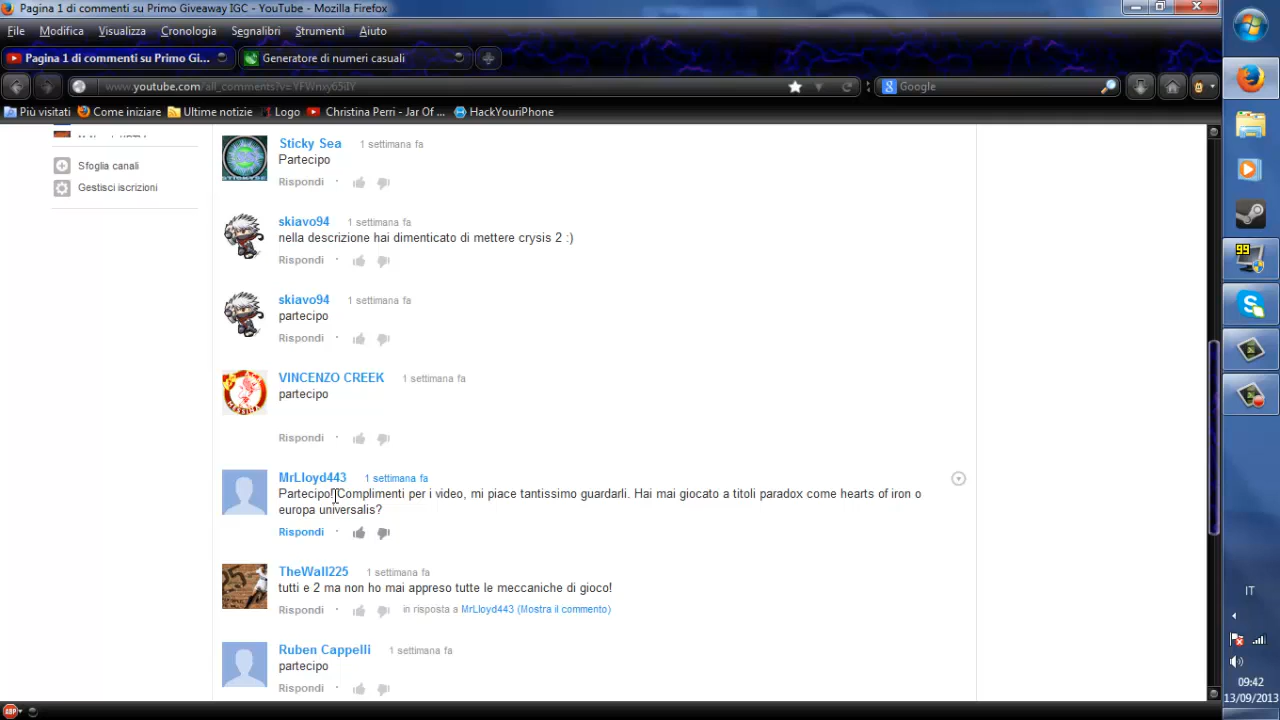 Pagina 1 di commenti su Primo Giveaway IGC - YouTube - Mozilla Firefox
File Modifica Visualizza Cronologia Segnalibri Strumenti Aiuto
Pagina 1 di commenti su Primo Gi... Generatore di numeri casuali
Google
Più visitati Come iniziare Ultime notizie Logo Christina Perri - Jar Of ... HackYouriPhone
Sfoglia canali
Gestisci iscrizioni
Sticky Sea 1 settimana fa
Partecipo
Rispondi
skiavo94 1 settimana fa
nella descrizione hai dimenticato di mettere crysis 2 :)
Rispondi
skiavo94 1 settimana fa
partecipo
Rispondi
VINCENZO CREEK 1 settimana fa
partecipo
Rispondi
MrLloyd443 1 settimana fa
Partecipo! Complimenti per i video, mi piace tantissimo guardarli. Hai mai giocato a titoli paradox come hearts of iron o
europa universalis?
Rispondi
TheWall225 1 settimana fa
tutti e 2 ma non ho mai appreso tutte le meccaniche di gioco!
Rispondi in risposta a MrLloyd443 (Mostra il commento)
Ruben Cappelli 1 settimana fa
partecipo
Rispondi
99
IT
09:42
13/09/2013
ABP